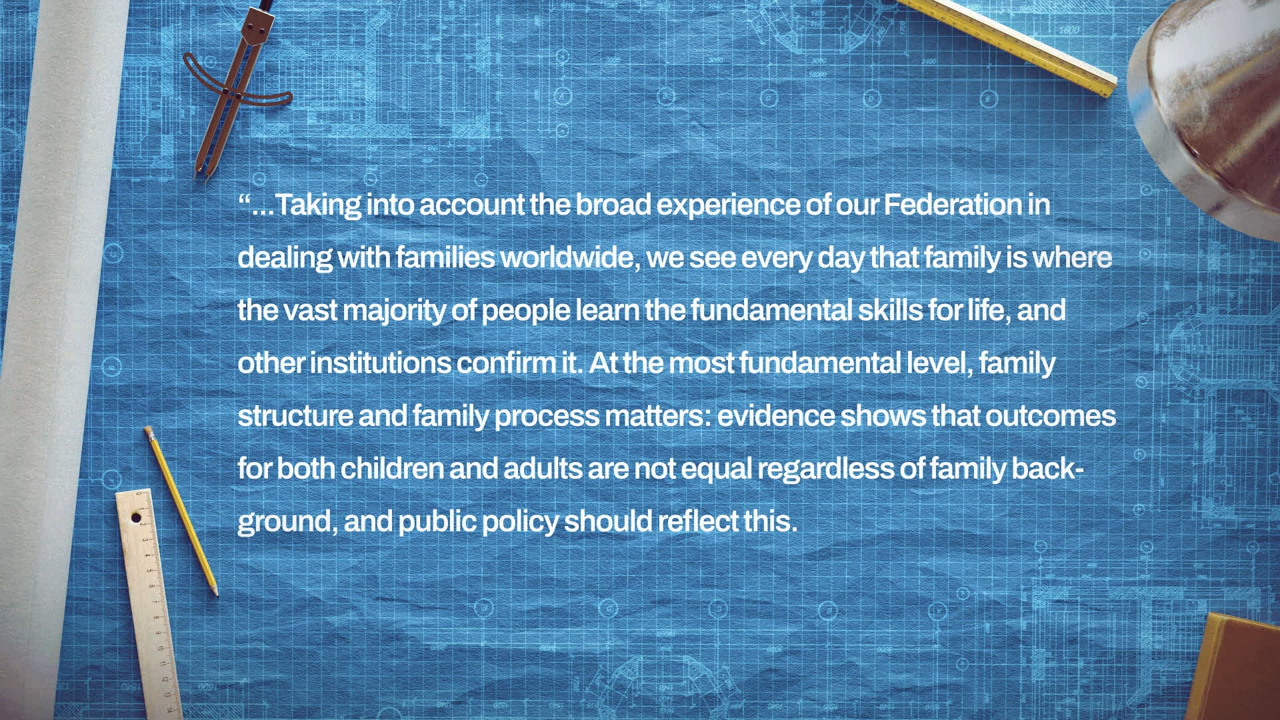 “…Taking into account the broad experience of our Federation in
dealing with families worldwide, we see every day that family is where
the vast majority of people learn the fundamental skills for life, and
other institutions confirm it. At the most fundamental level, family
structure and family process matters: evidence shows that outcomes
for both children and adults are not equal regardless of family back-
ground, and public policy should reflect this.